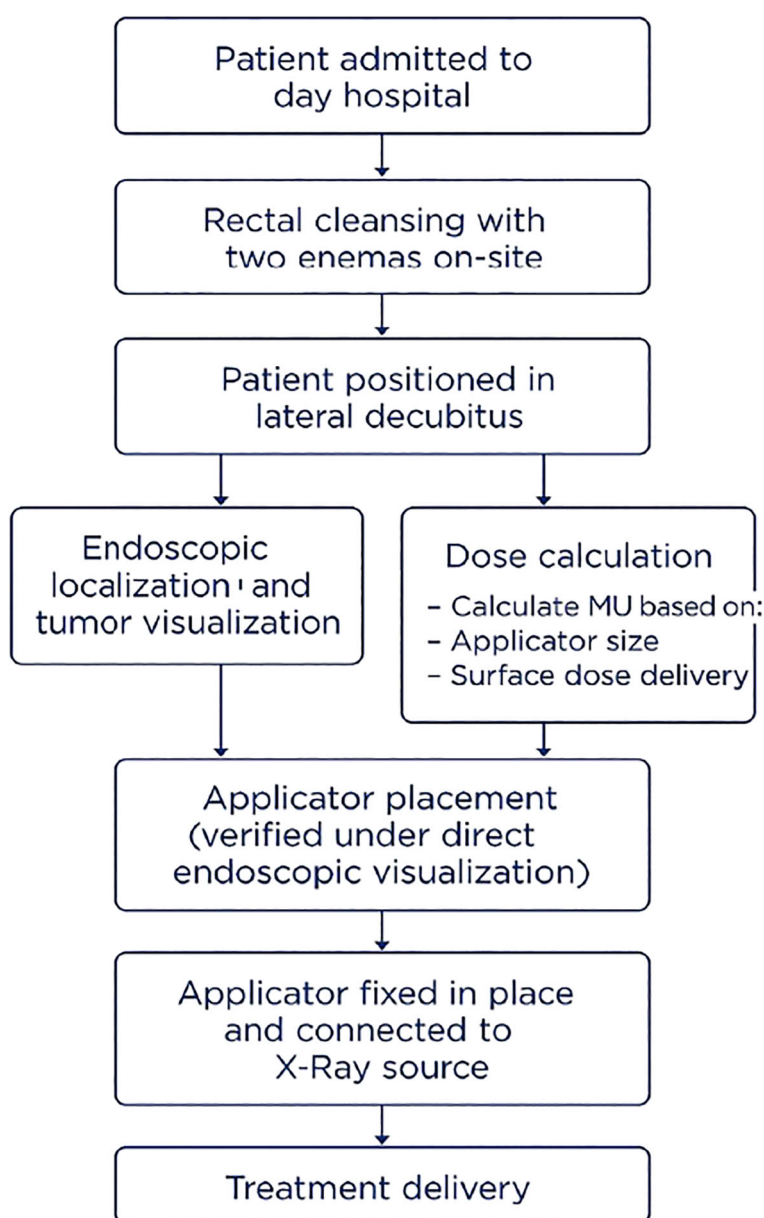 Patient admitted to
day hospital
Rectal cleansing with
two enemas on-site
Patient positioned in
lateral decubitus
Endoscopic
localization and
tumor visualization
Dose calculation
– Calculate MU based on:
– Applicator size
– Surface dose delivery
Applicator placement
(verified under direct
endoscopic visualization)
Applicator fixed in place
and connected to
X-Ray source
Treatment delivery